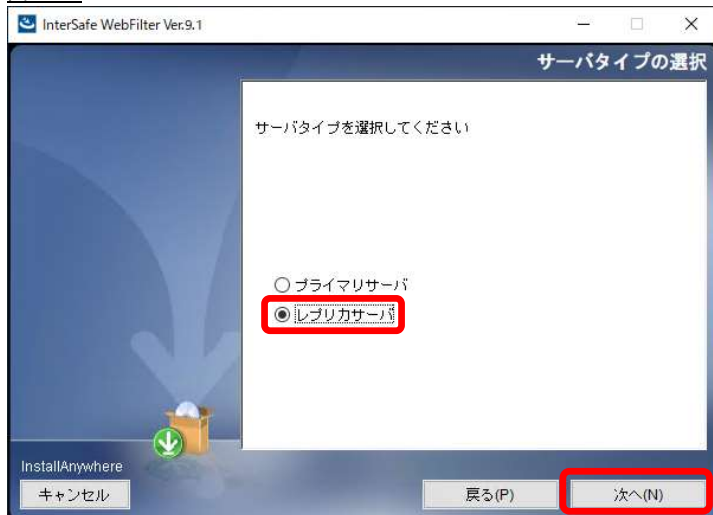 InterSafe WebFilter Ver.9.1
サーバタイプの選択
サーバタイプを選択してください
プライマリサーバ
レプリカサーバ
InstallAnywhere
キャンセル
戻る(P)
次へ(N)